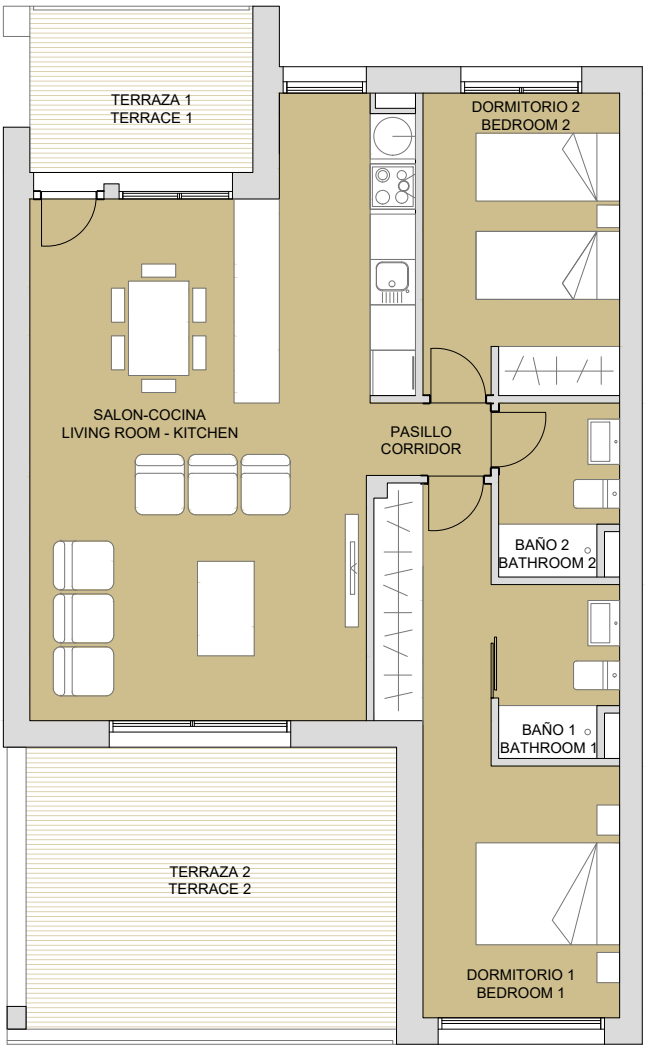 TERRAZA 1
TERRACE 1
DORMITORIO 2
BEDROOM 2
SALON-COCINA
LIVING ROOM - KITCHEN
PASILLO
CORRIDOR
BAÑO 2
BATHROOM 2
BAÑO 1
BATHROOM 1
TERRAZA 2
TERRACE 2
DORMITORIO 1
BEDROOM 1